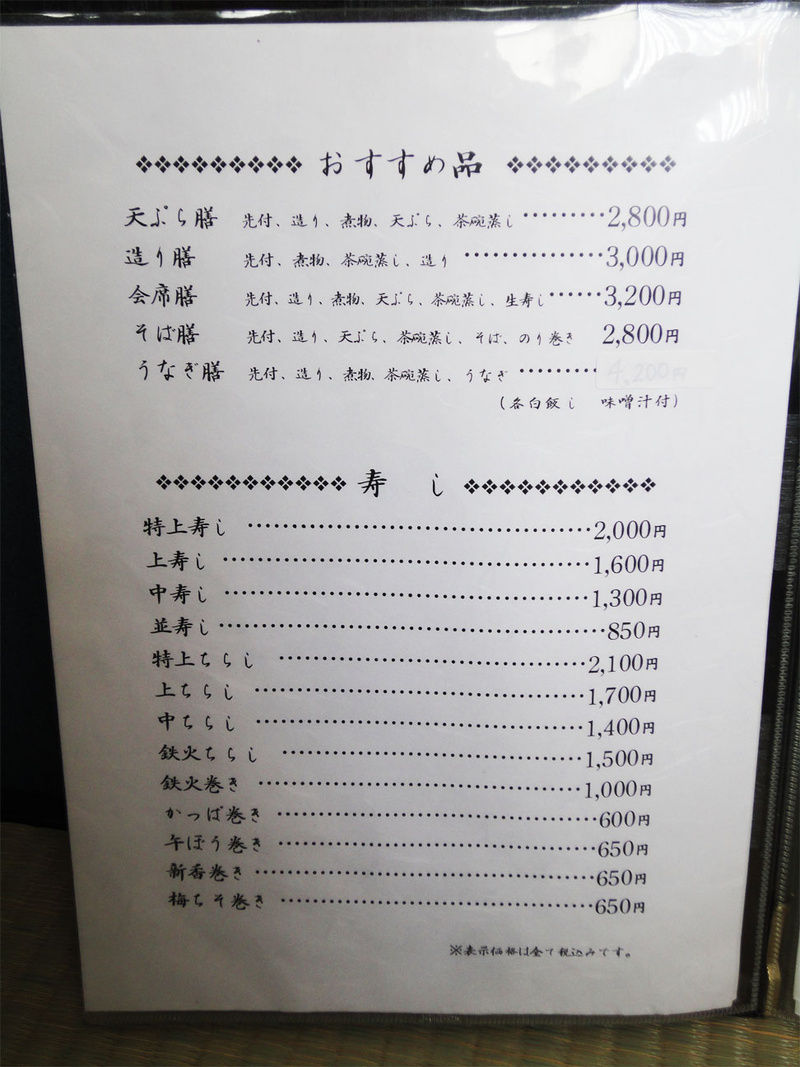 ❖❖❖❖❖❖❖❖❖ おすすめ品 ❖❖❖❖❖❖❖❖❖
天ぷら膳 先付、造り、煮物、天ぷら、茶碗蒸し ………2,800円
造り膳 先付、煮物、茶碗蒸し、造り ……………3,000円
会席膳 先付、造り、煮物、天ぷら、茶碗蒸し、生寿し……3,200円
そば膳 先付、造り、天ぷら、茶碗蒸し、そば、のり巻き 2,800円
うなぎ膳 先付、造り、煮物、茶碗蒸し、うなぎ ………4,200円
(各白飯し 味噌汁付)
❖❖❖❖❖❖❖❖❖❖❖ 寿 し ❖❖❖❖❖❖❖❖❖❖❖
特上寿し ……………………………………2,000円
上寿し ……………………………………1,600円
中寿し ……………………………………1,300円
並寿し ……………………………………850円
特上ちらし ………………………………2,100円
上ちらし …………………………………1,700円
中ちらし …………………………………1,400円
鉄火ちらし ………………………………1,500円
鉄火巻き …………………………………1,000円
かっぱ巻き …………………………………600円
午ぼう巻き …………………………………650円
新香巻き ……………………………………650円
梅ちそ巻き …………………………………650円
※表示価格は全て税込みです。